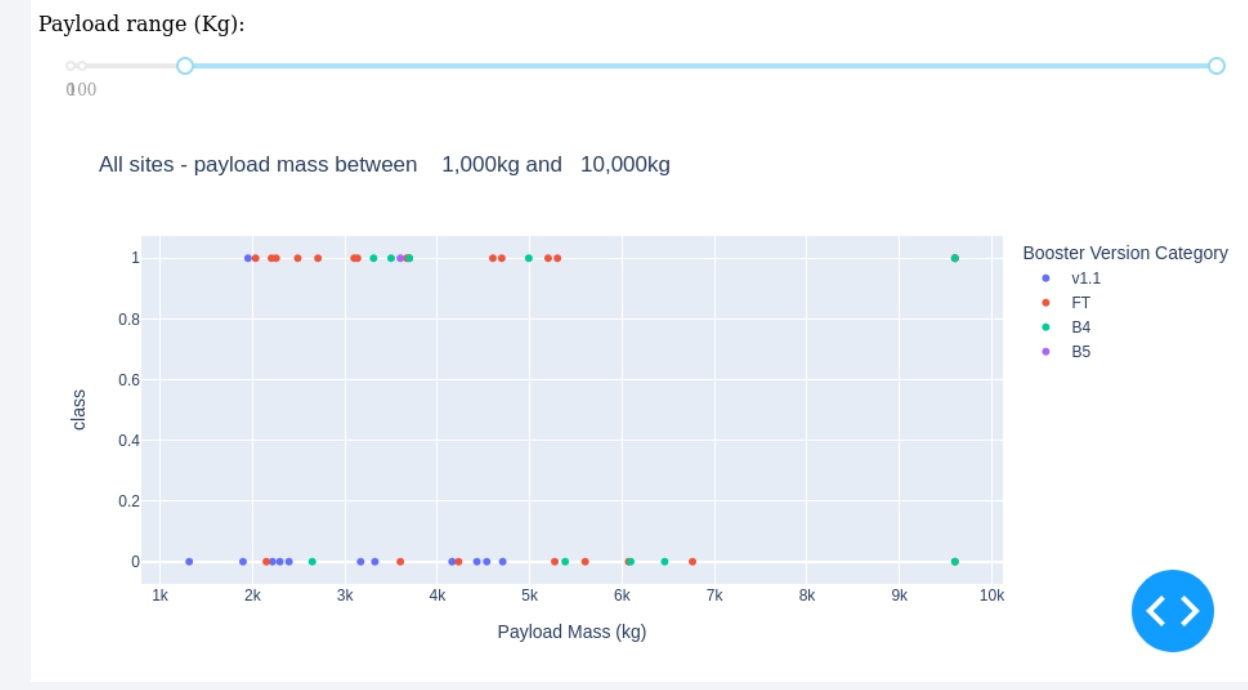 Payload range (Kg):
0
100
All sites - payload mass between 1,000kg and 10,000kg
1
0.8
0.6
0.4
0.2
0
class
1k 2k 3k 4k 5k 6k 7k 8k 9k 10k
Payload Mass (kg)
Booster Version Category
v1.1
FT
B4
B5